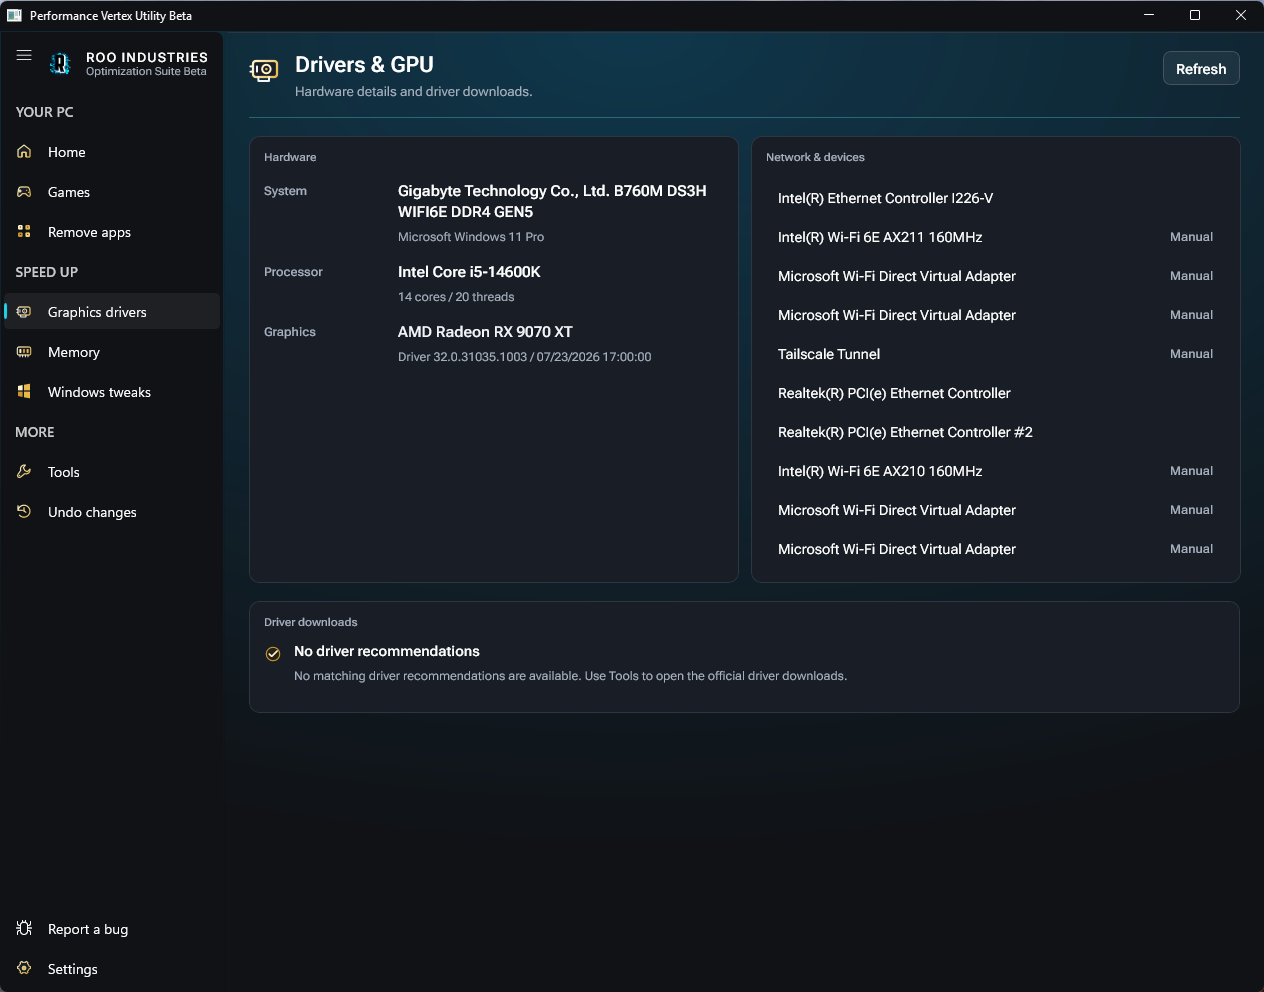 Performance Vertex Utility Beta
ROO INDUSTRIES
Optimization Suite Beta
YOUR PC
Home
Games
Remove apps
SPEED UP
Graphics drivers
Memory
Windows tweaks
MORE
Tools
Undo changes
Report a bug
Settings
Drivers & GPU
Hardware details and driver downloads.
Refresh
Hardware
System
Gigabyte Technology Co., Ltd. B760M DS3H
WIFI6E DDR4 GEN5
Microsoft Windows 11 Pro
Processor
Intel Core i5-14600K
14 cores / 20 threads
Graphics
AMD Radeon RX 9070 XT
Driver 32.0.31035.1003 / 07/23/2026 17:00:00
Network & devices
Intel(R) Ethernet Controller I226-V
Intel(R) Wi-Fi 6E AX211 160MHz Manual
Microsoft Wi-Fi Direct Virtual Adapter Manual
Microsoft Wi-Fi Direct Virtual Adapter Manual
Tailscale Tunnel Manual
Realtek(R) PCI(e) Ethernet Controller
Realtek(R) PCI(e) Ethernet Controller #2
Intel(R) Wi-Fi 6E AX210 160MHz Manual
Microsoft Wi-Fi Direct Virtual Adapter Manual
Microsoft Wi-Fi Direct Virtual Adapter Manual
Driver downloads
No driver recommendations
No matching driver recommendations are available. Use Tools to open the official driver downloads.